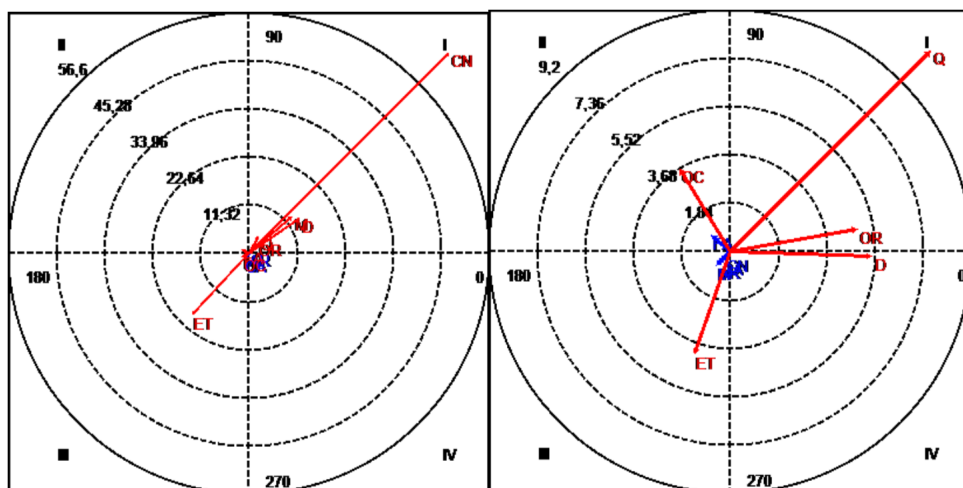 90
II
I
56,6
CN
45,28
33,96
22,64
11,32
180
0
ET
III
IV
270
90
II
I
9,2
Q
7,36
5,52
3,68
OC
1,84
OR
D
0
CN
ET
III
IV
270